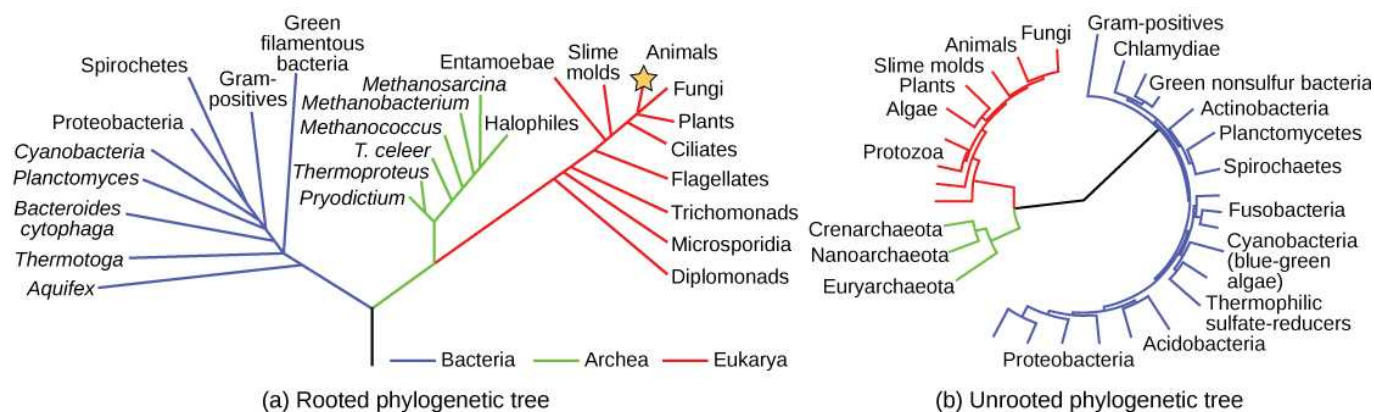 Green
filamentous
bacteria
Spirochetes
Gram-
positives
Proteobacteria
Cyanobacteria
Planctomyces
Bacteroides
cytophaga
Thermotoga
Aquifex
Methanosarcina
Methanobacterium
Methanococcus
T. celeer
Thermoproteus
Pryodictium
Halophiles
Entamoebae
Slime
molds
Animals
Fungi
Plants
Ciliates
Flagellates
Trichomonads
Microsporidia
Diplomonads
Bacteria
Archea
Eukarya
(a) Rooted phylogenetic tree
Fungi
Animals
Slime molds
Plants
Algae
Protozoa
Crenarchaeota
Nanoarchaeota
Euryarchaeota
Gram-positives
Chlamydiae
Green nonsulfur bacteria
Actinobacteria
Planctomycetes
Spirochaetes
Fusobacteria
Cyanobacteria
(blue-green
algae)
Thermophilic
sulfate-reducers
Acidobacteria
Proteobacteria
(b) Unrooted phylogenetic tree